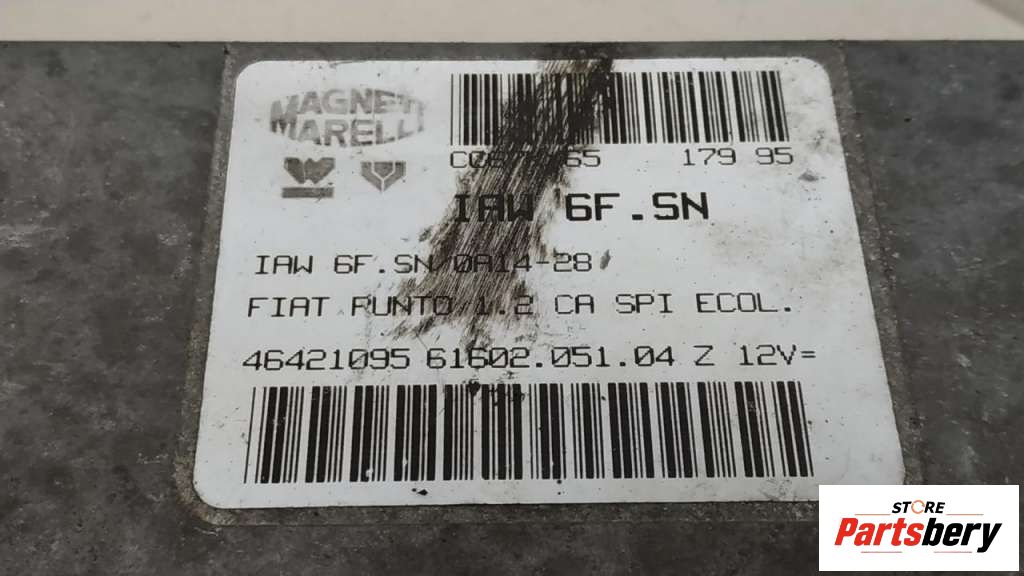 MAGNETI
MARELLI
179 95
IAW 6F.SN
IAW 6F.SN/0A14-28
FIAT PUNTO 1.2 CA SPI ECOL.
46421095 61602.051.04 Z 12V=
STORE
Partsbery